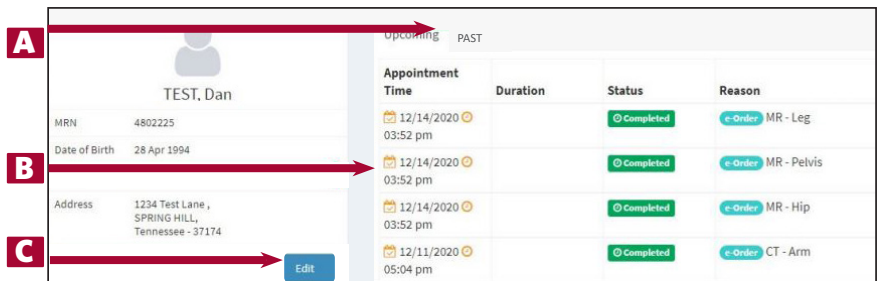 A
Upcoming PAST
TEST, Dan
MRN 4802225
Date of Birth 28 Apr 1994
B
Address 1234 Test Lane ,
SPRING HILL,
Tennessee - 37174
C
Edit
Appointment
Time Duration Status Reason
12/14/2020 Completed e-Order MR - Leg
03:52 pm
12/14/2020 Completed e-Order MR - Pelvis
03:52 pm
12/14/2020 Completed e-Order MR - Hip
03:52 pm
12/11/2020 Completed e-Order CT - Arm
05:04 pm